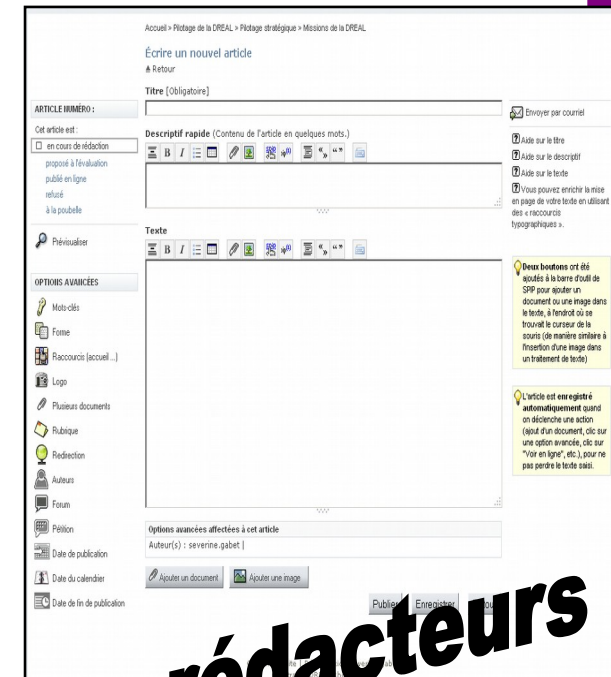 Accueil > Pilotage de la DREAL > Pilotage stratégique > Missions de la DREAL
Écrire un nouvel article
Retour
Titre [Obligatoire]
ARTICLE NUMÉRO :
Cet article est :
en cours de rédaction
proposé à l'évaluation
publié en ligne
refusé
à la poubelle
Prévisualiser
OPTIONS AVANCÉES
Mots-clés
Forme
Raccourcis (accueil ...)
Logo
Plusieurs documents
Rubrique
Redirection
Auteurs
Forum
Pétition
Date de publication
Date du calendrier
Date de fin de publication
Descriptif rapide (Contenu de l'article en quelques mots.)
Texte
Options avancées affectées à cet article
Auteur(s) : severine.gabet |
Ajouter un document
Ajouter une image
Publier
Enregistrer
Envoyer par courriel
Aide sur le titre
Aide sur le descriptif
Aide sur le texte
Vous pouvez enrichir la mise
en page de votre texte en utilisant
des « raccourcis
typographiques ».
Deux boutons ont été
ajoutés à la barre d'outil de
SPIP pour ajouter un
document ou une image dans
le texte, à l'endroit où se
trouvait le curseur de la
souris (de manière similaire à
l'insertion d'une image dans
un traitement de texte)
L'article est enregistré
automatiquement quand
on déclenche une action
(ajout d'un document, clic sur
une option avancée, clic sur
"Voir en ligne", etc.), pour ne
pas perdre le texte saisi.
rédacteurs